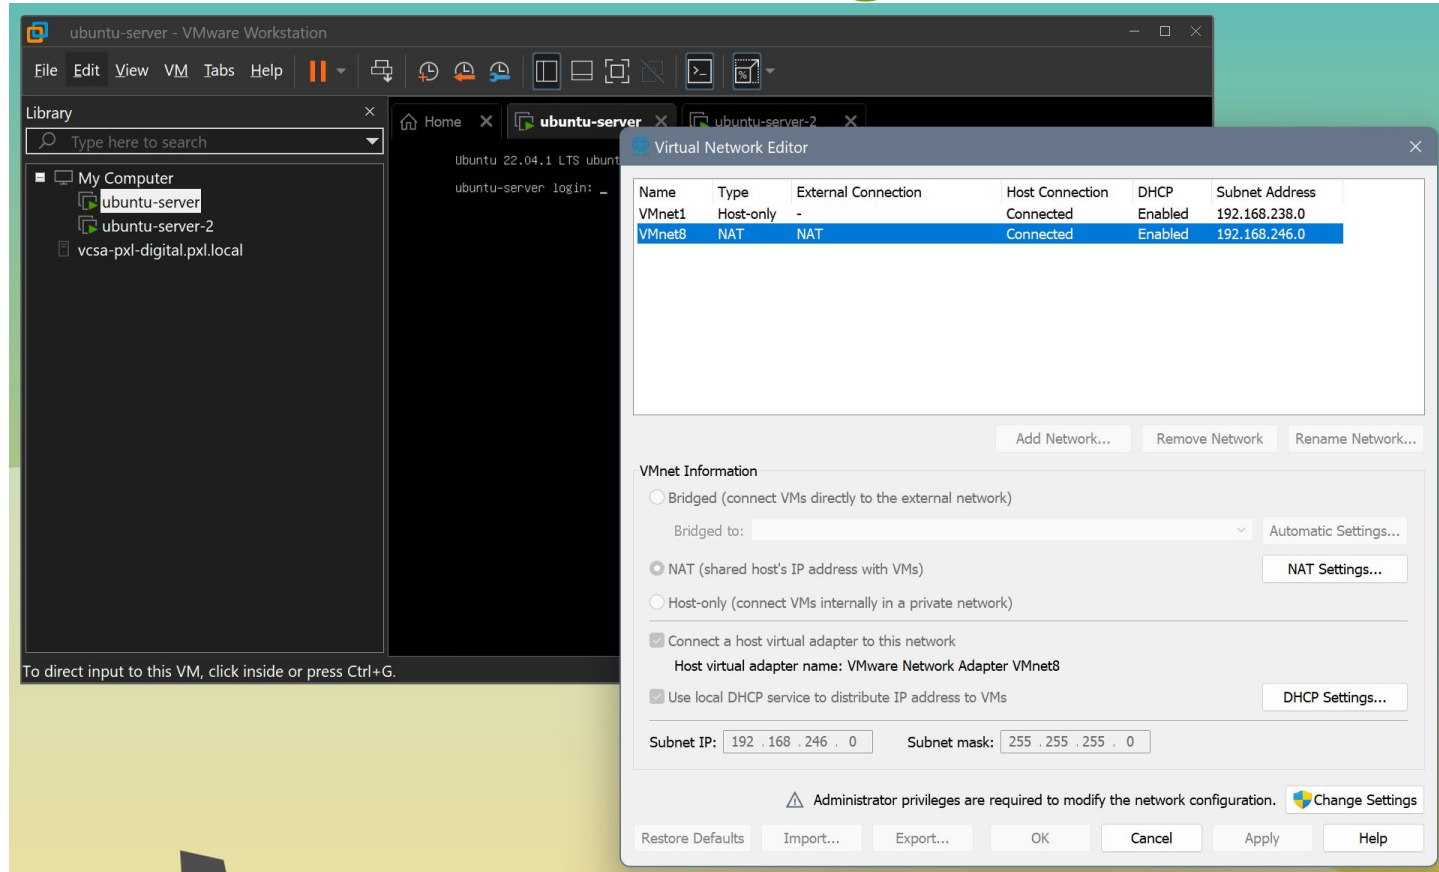 ubuntu-server - VMware Workstation
File Edit View VM Tabs Help
Library
Type here to search
My Computer
ubuntu-server
ubuntu-server-2
vcsa-pxl-digital.pxl.local
Home ubuntu-server ubuntu-server-2
Ubuntu 22.04.1 LTS ubunt
ubuntu-server login: _
To direct input to this VM, click inside or press Ctrl+G.
Virtual Network Editor
Name Type External Connection Host Connection DHCP Subnet Address
VMnet1 Host-only - Connected Enabled 192.168.238.0
VMnet8 NAT NAT Connected Enabled 192.168.246.0
Add Network... Remove Network Rename Network...
VMnet Information
Bridged (connect VMs directly to the external network)
Bridged to: Automatic Settings...
NAT (shared host's IP address with VMs) NAT Settings...
Host-only (connect VMs internally in a private network)
Connect a host virtual adapter to this network
Host virtual adapter name: VMware Network Adapter VMnet8
Use local DHCP service to distribute IP address to VMs DHCP Settings...
Subnet IP: 192 . 168 . 246 . 0 Subnet mask: 255 . 255 . 255 . 0
Administrator privileges are required to modify the network configuration. Change Settings
Restore Defaults Import... Export... OK Cancel Apply Help